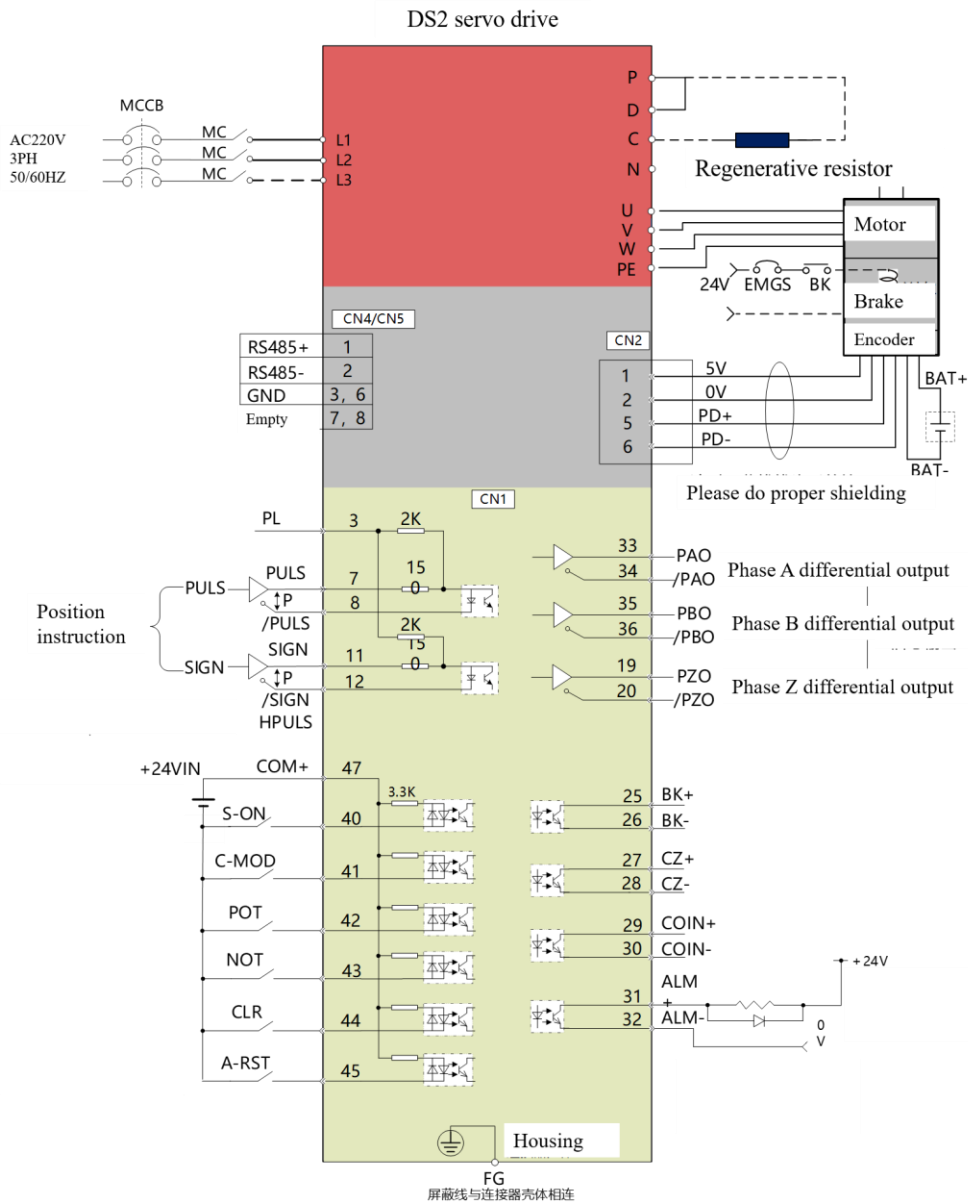 DS2 servo drive
MCCB
AC220V
3PH
50/60HZ
MC
MC
MC
L1
L2
L3
P
D
C
N
Regenerative resistor
U
V
W
PE
Motor
24V EMGS BK
Brake
Encoder
CN4/CN5
RS485+ 1
RS485- 2
GND 3, 6
Empty 7, 8
CN2
1 5V
2 0V
5 PD+
6 PD-
BAT+
BAT-
Please do proper shielding
CN1
PL 3 2K
Position
instruction
PULS
PULS 7 15
0
P
/PULS 8
2K
SIGN
SIGN 11 15
0
P
/SIGN 12
HPULS
33 PAO
34 /PAO
Phase A differential output
35 PBO
36 /PBO
Phase B differential output
19 PZO
20 /PZO
Phase Z differential output
+24VIN
COM+ 47
3.3K
S-ON 40
C-MOD 41
POT 42
NOT 43
CLR 44
A-RST 45
25 BK+
26 BK-
27 CZ+
28 CZ-
29 COIN+
30 COIN-
31 ALM
+
32 ALM-
+24V
0
V
Housing
FG
屏蔽线与连接器壳体相连